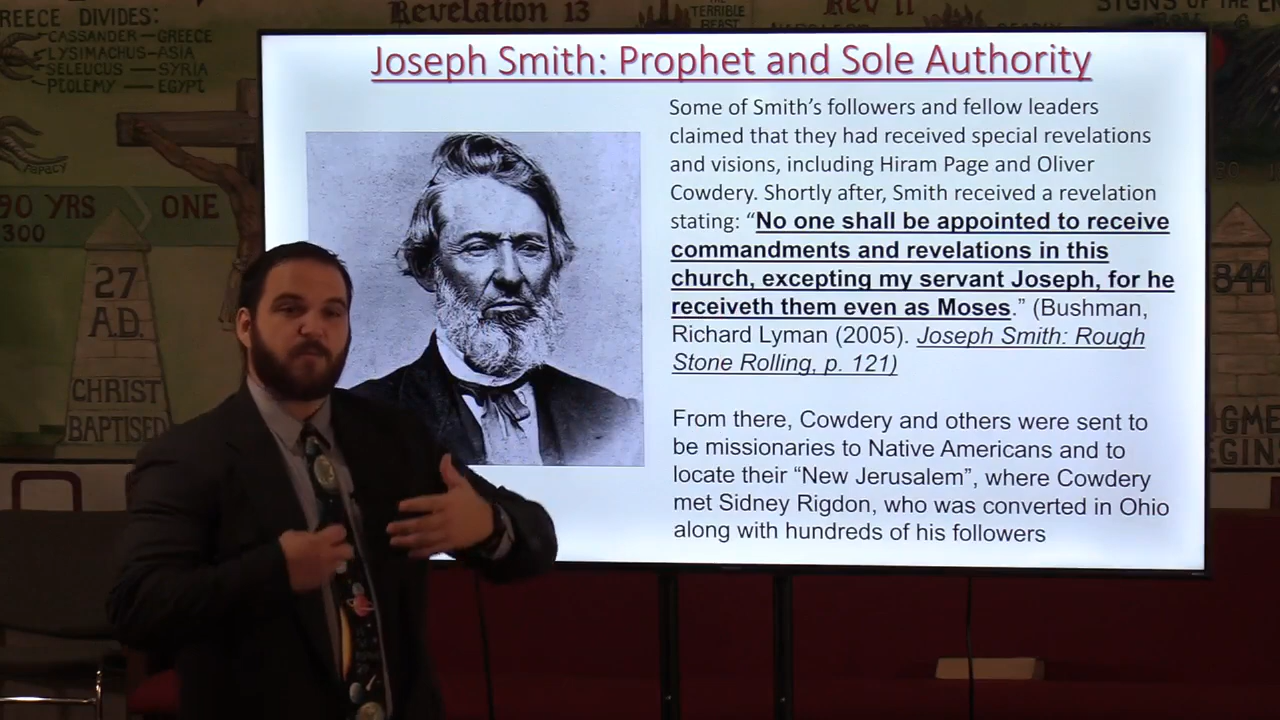 REECE DIVIDES:
CASSANDER—GREECE
LYSIMACHUS—ASIA
SELEUCUS — SYRIA
PTOLEMY — EGYPT
PAPACY
90 YRS
ONE
300
27
A.D.
CHRIST
BAPTISED
Revelation 13
TERRIBLE
BEAST
Rev 11
SIGNS OF THE
844
Joseph Smith: Prophet and Sole Authority
Some of Smith’s followers and fellow leaders
claimed that they had received special revelations
and visions, including Hiram Page and Oliver
Cowdery. Shortly after, Smith received a revelation
stating: “No one shall be appointed to receive
commandments and revelations in this
church, excepting my servant Joseph, for he
receiveth them even as Moses.” (Bushman,
Richard Lyman (2005). Joseph Smith: Rough
Stone Rolling, p. 121)
From there, Cowdery and others were sent to
be missionaries to Native Americans and to
locate their “New Jerusalem”, where Cowdery
met Sidney Rigdon, who was converted in Ohio
along with hundreds of his followers